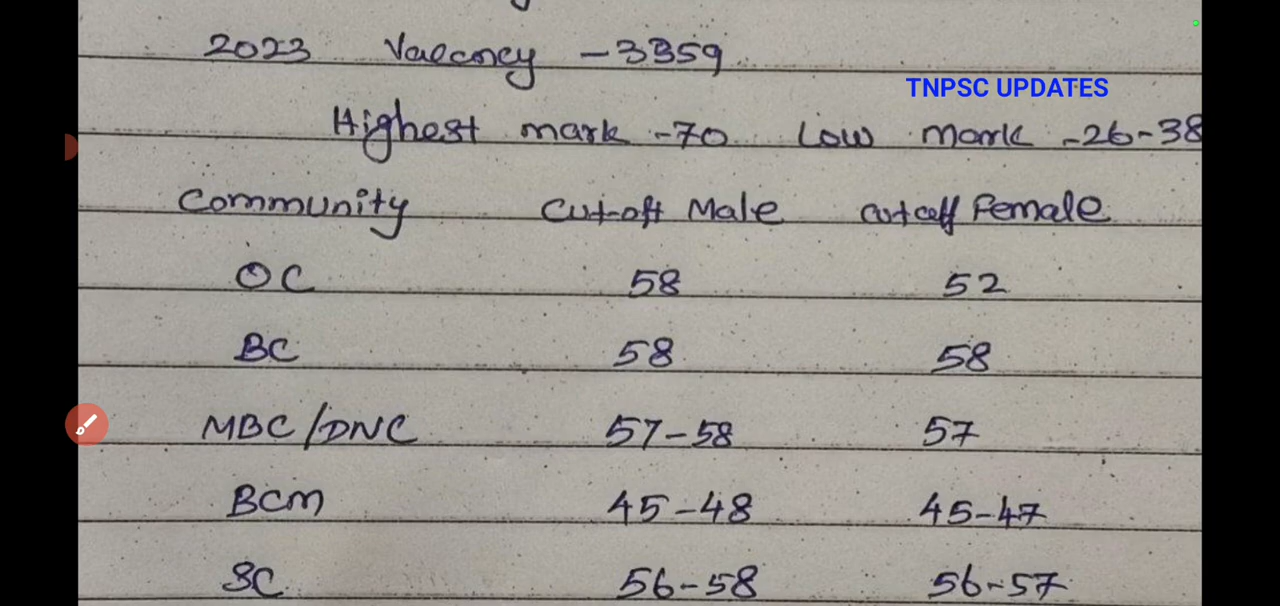 2023 Vacancy - 3359
TNPSC UPDATES
Highest mark - 70 Low mark - 26-38
Community Cut-off Male Cutoff Female
OC 58 52
BC 58 58
MBC/DNC 57-58 57
BCM 45-48 45-47
SC 56-58 56-57